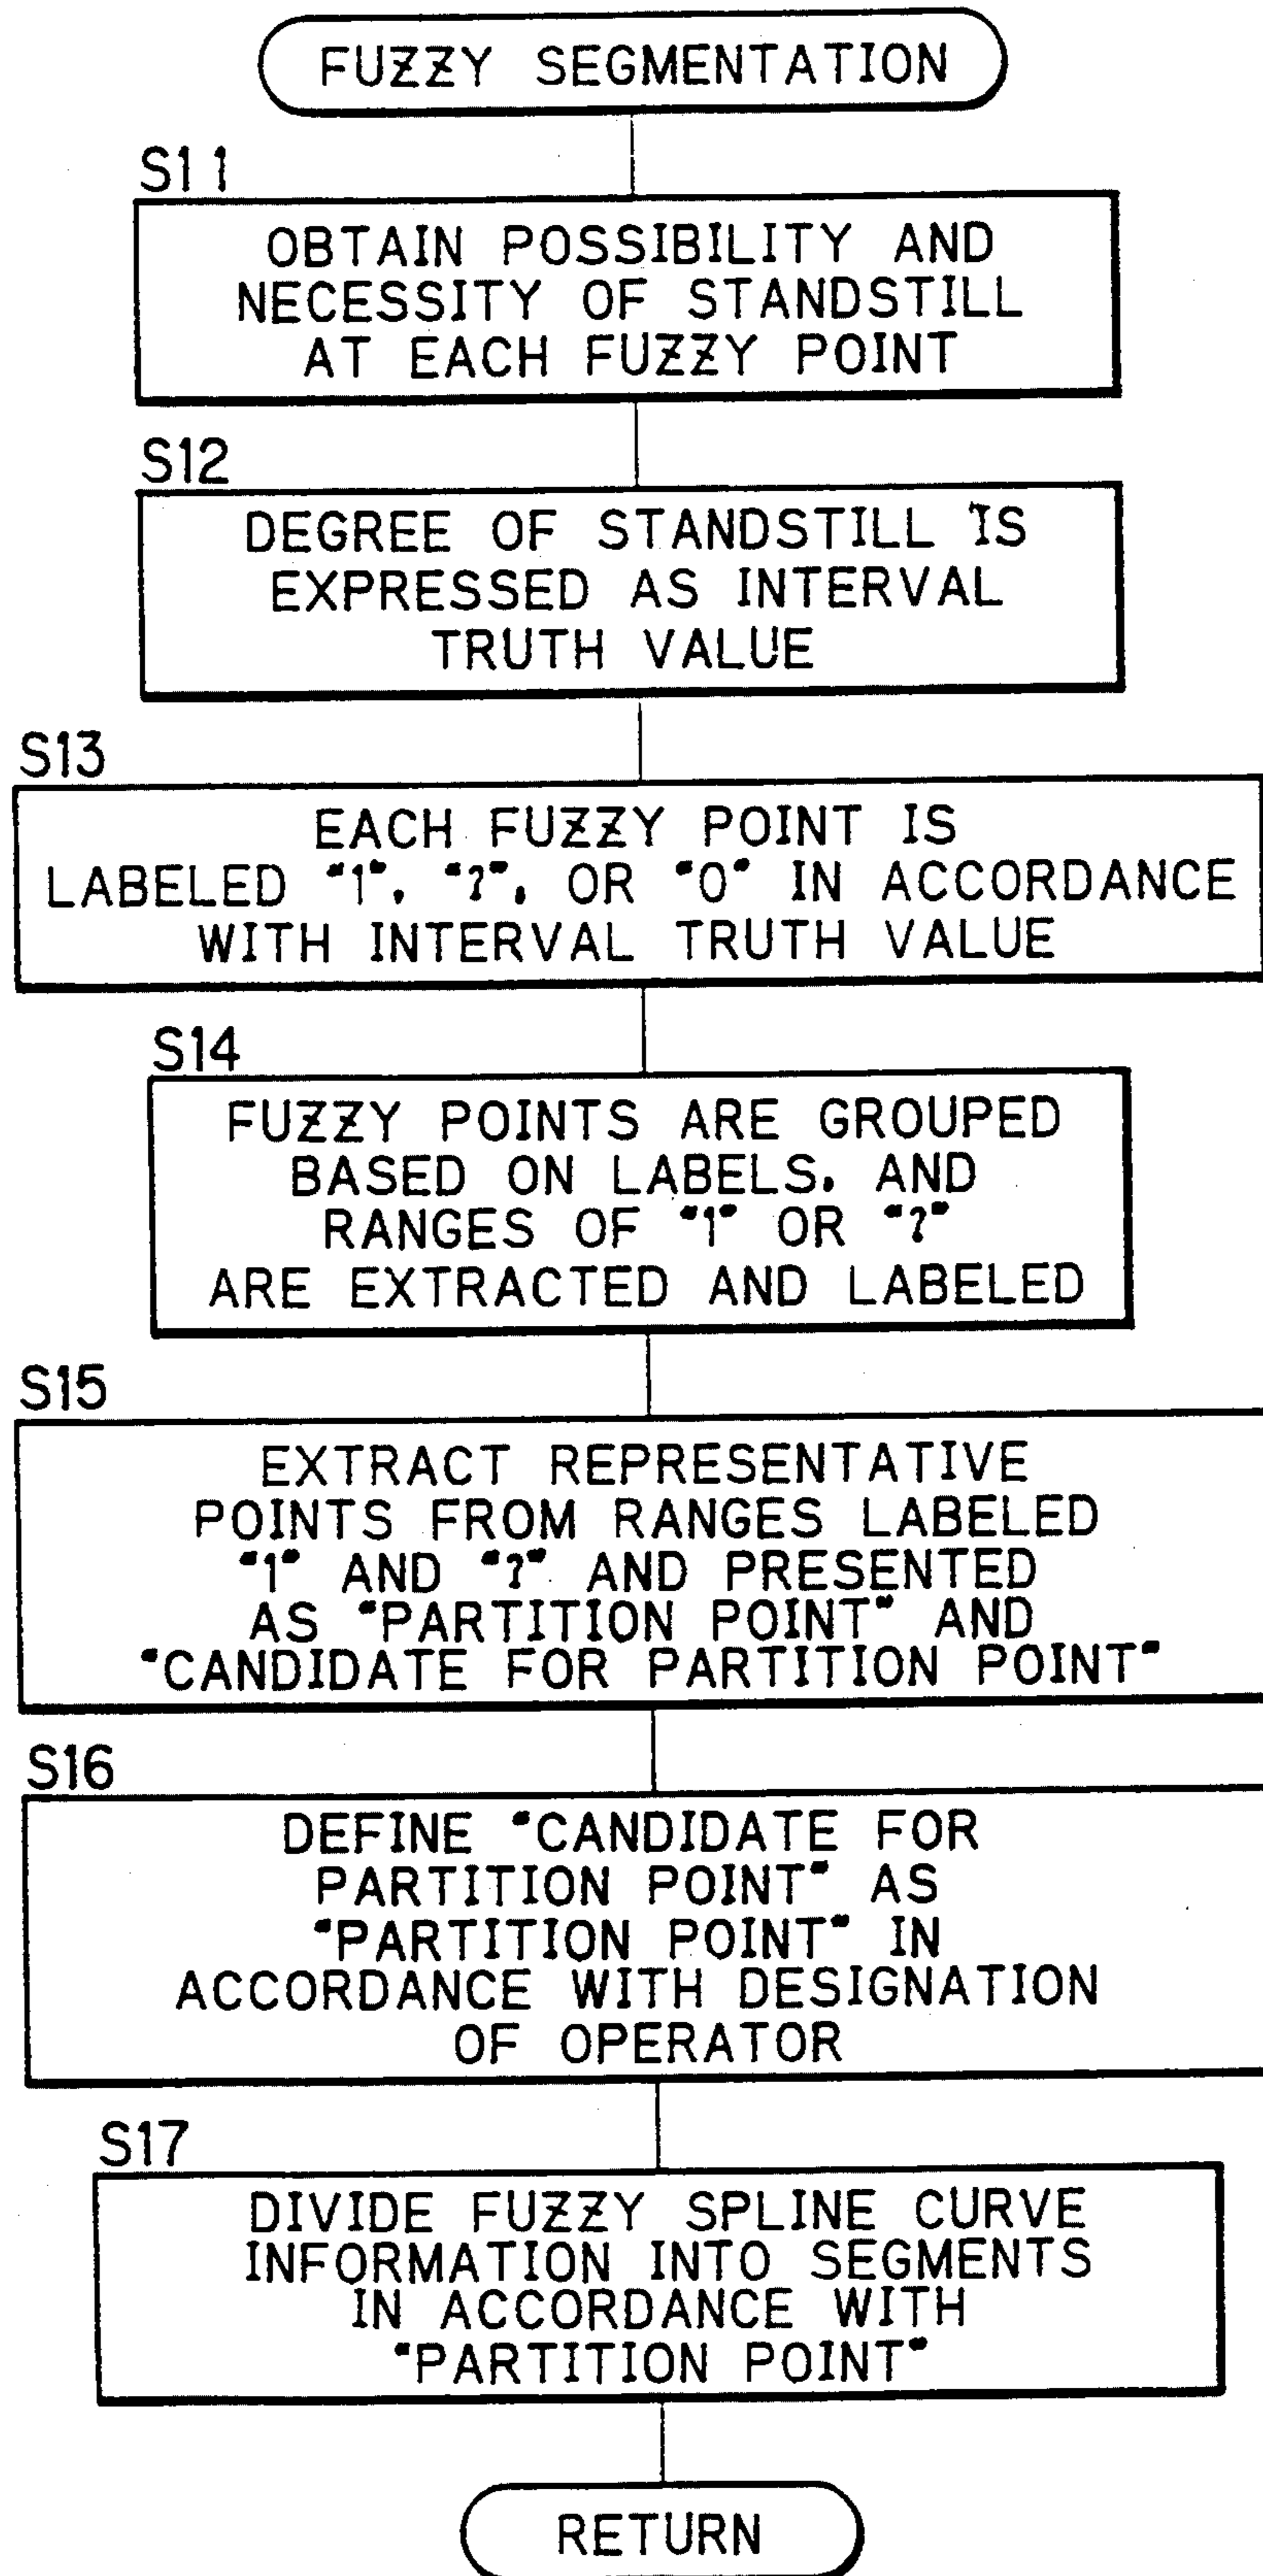 FUZZY SEGMENTATION
S11
OBTAIN POSSIBILITY AND
NECESSITY OF STANDSTILL
AT EACH FUZZY POINT
S12
DEGREE OF STANDSTILL IS
EXPRESSED AS INTERVAL
TRUTH VALUE
S13
EACH FUZZY POINT IS
LABELED "1", "?", OR "0" IN ACCORDANCE
WITH INTERVAL TRUTH VALUE
S14
FUZZY POINTS ARE GROUPED
BASED ON LABELS, AND
RANGES OF "1" OR "?"
ARE EXTRACTED AND LABELED
S15
EXTRACT REPRESENTATIVE
POINTS FROM RANGES LABELED
"1" AND "?" AND PRESENTED
AS "PARTITION POINT" AND
"CANDIDATE FOR PARTITION POINT"
S16
DEFINE "CANDIDATE FOR
PARTITION POINT" AS
"PARTITION POINT" IN
ACCORDANCE WITH DESIGNATION
OF OPERATOR
S17
DIVIDE FUZZY SPLINE CURVE
INFORMATION INTO SEGMENTS
IN ACCORDANCE WITH
"PARTITION POINT"
RETURN